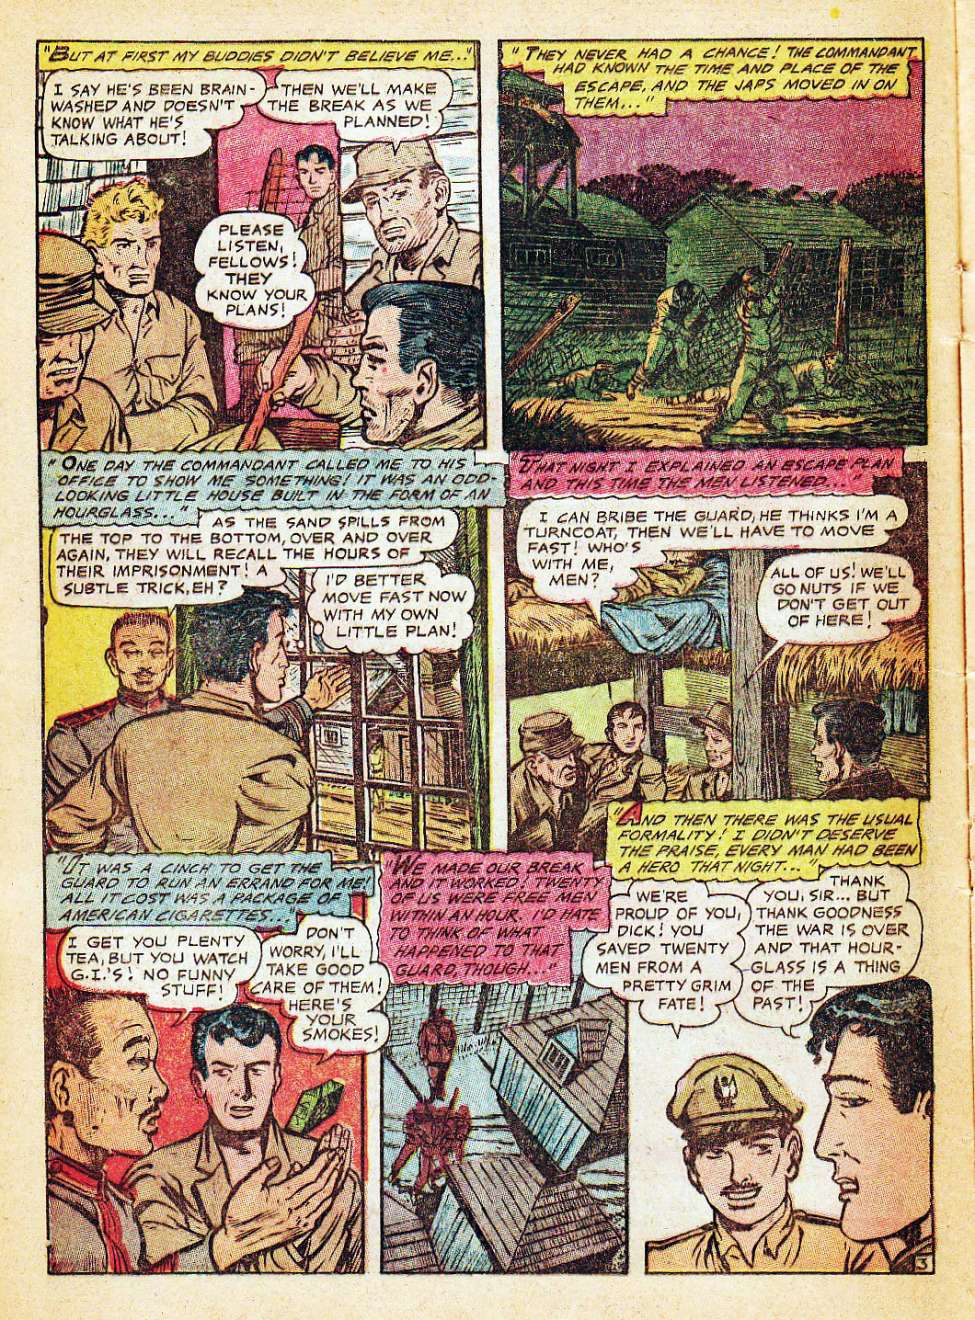 "BUT AT FIRST MY BUDDIES DIDN'T BELIEVE ME..."
I SAY HE'S BEEN BRAIN-
WASHED AND DOESN'T
KNOW WHAT HE'S
TALKING ABOUT!
THEN WE'LL MAKE
THE BREAK AS WE
PLANNED!
PLEASE
LISTEN,
FELLOWS!
THEY
KNOW YOUR
PLANS!
"THEY NEVER HAD A CHANCE! THE COMMANDANT
HAD KNOWN THE TIME AND PLACE OF THE
ESCAPE, AND THE JAPS MOVED IN ON
THEM..."
"ONE DAY THE COMMANDANT CALLED ME TO HIS
OFFICE TO SHOW ME SOMETHING! IT WAS AN ODD-
LOOKING LITTLE HOUSE BUILT IN THE FORM OF AN
HOURGLASS..."
AS THE SAND SPILLS FROM
THE TOP TO THE BOTTOM, OVER AND OVER
AGAIN, THEY WILL RECALL THE HOURS OF
THEIR IMPRISONMENT! A
SUBTLE TRICK, EH?
I'D BETTER
MOVE FAST NOW
WITH MY OWN
LITTLE PLAN!
"THAT NIGHT I EXPLAINED AN ESCAPE PLAN
AND THIS TIME THE MEN LISTENED..."
I CAN BRIBE THE GUARD, HE THINKS I'M A
TURNCOAT, THEN WE'LL HAVE TO MOVE
FAST! WHO'S
WITH ME,
MEN?
ALL OF US! WE'LL
GO NUTS IF WE
DON'T GET OUT
OF HERE!
"IT WAS A CINCH TO GET THE
GUARD TO RUN AN ERRAND FOR ME!
ALL IT COST WAS A PACKAGE OF
AMERICAN CIGARETTES..."
I GET YOU PLENTY
TEA, BUT YOU WATCH
G.I.'S! NO FUNNY
STUFF!
DON'T
WORRY, I'LL
TAKE GOOD
CARE OF THEM!
HERE'S
YOUR
SMOKES!
"WE MADE OUR BREAK
AND IT WORKED! TWENTY
OF US WERE FREE MEN
WITHIN AN HOUR. I'D HATE
TO THINK OF WHAT
HAPPENED TO THAT
GUARD, THOUGH..."
"AND THEN THERE WAS THE USUAL
FORMALITY! I DIDN'T DESERVE
THE PRAISE, EVERY MAN HAD BEEN
A HERO THAT NIGHT..."
WE'RE
PROUD OF YOU,
DICK! YOU
SAVED TWENTY
MEN FROM A
PRETTY GRIM
FATE!
THANK
YOU, SIR... BUT
THANK GOODNESS
THE WAR IS OVER
AND THAT HOUR-
GLASS IS A THING
OF THE
PAST!
3